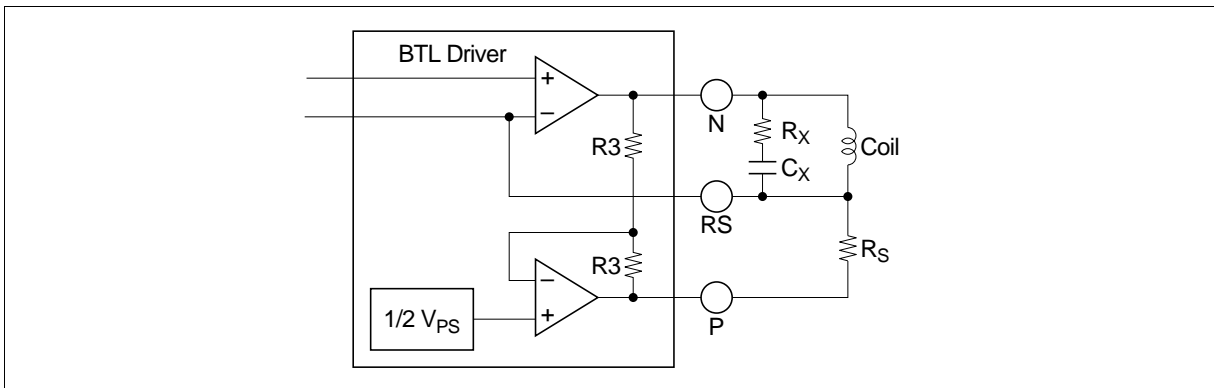 BTL Driver
+
−
N
R3
RX
CX
Coil
RS
R3
RS
−
+
1/2 VPS
P